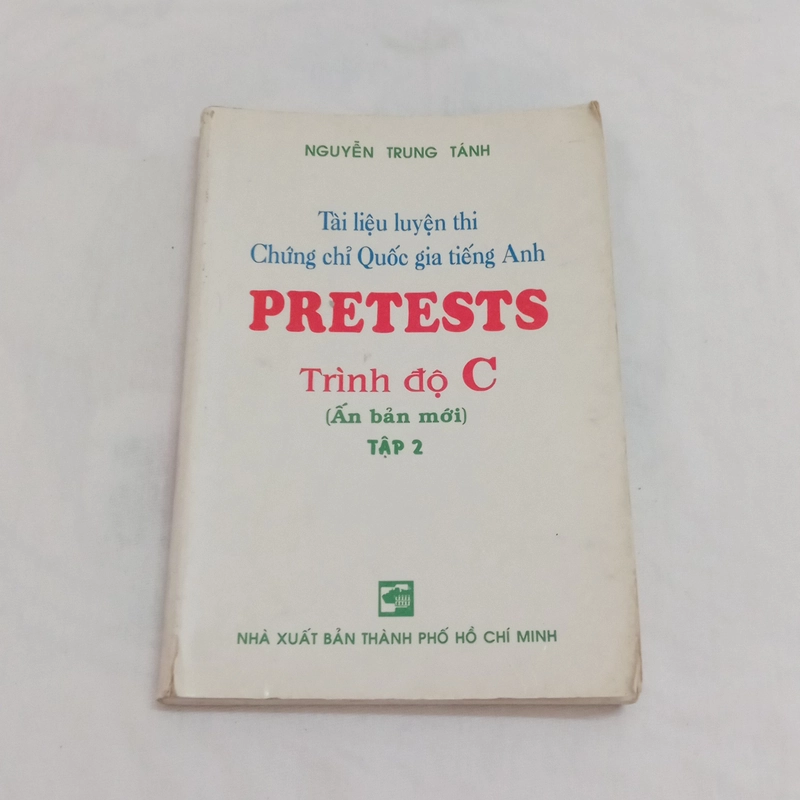 NGUYỄN TRUNG TÁNH
Tài liệu luyện thi
Chứng chỉ Quốc gia tiếng Anh
PRETESTS
Trình độ C
(Ấn bản mới)
TẬP 2
NHÀ XUẤT BẢN THÀNH PHỐ HỒ CHÍ MINH